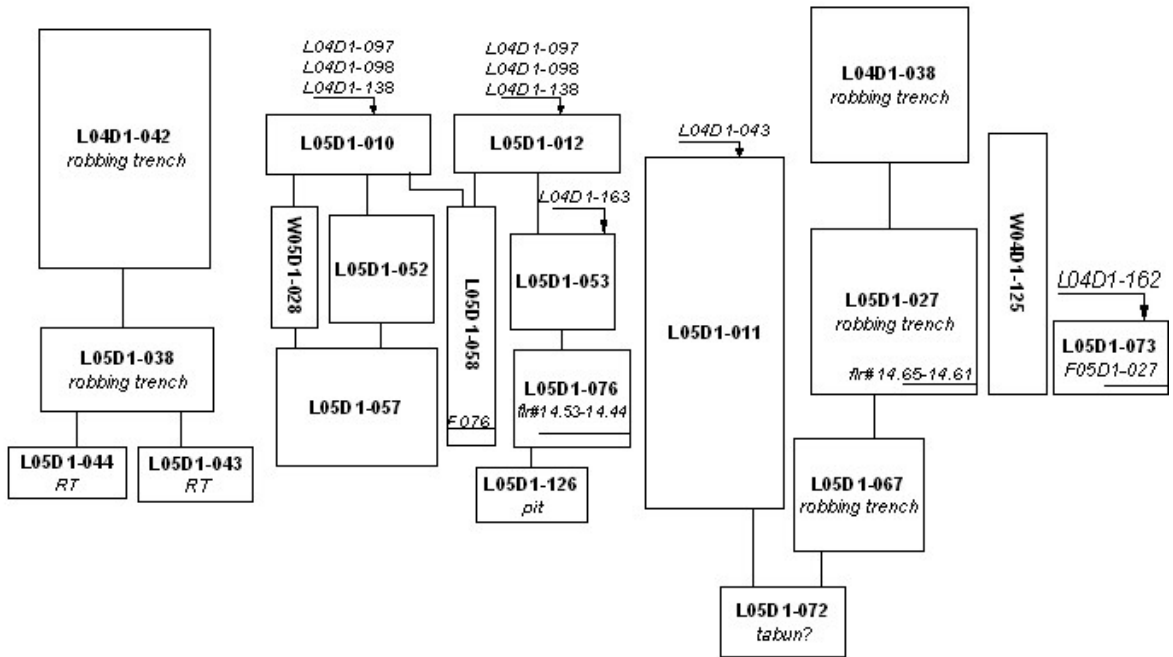 L04D1-042
robbing trench
L05D1-038
robbing trench
L05D1-044
RT
L05D1-043
RT
L04D1-097
L04D1-098
L04D1-138
L05D1-010
W05D1-028
L05D1-052
L05D1-057
L04D1-097
L04D1-098
L04D1-138
L05D1-012
L05D1-058
F076
L04D1-163
L05D1-053
L05D1-076
flr#14.53-14.44
L05D1-126
pit
L04D1-043
L05D1-011
L04D1-038
robbing trench
L05D1-027
robbing trench
flr#14.65-14.61
L05D1-067
robbing trench
L05D1-072
tabun?
W04D1-125
L04D1-162
L05D1-073
F05D1-027